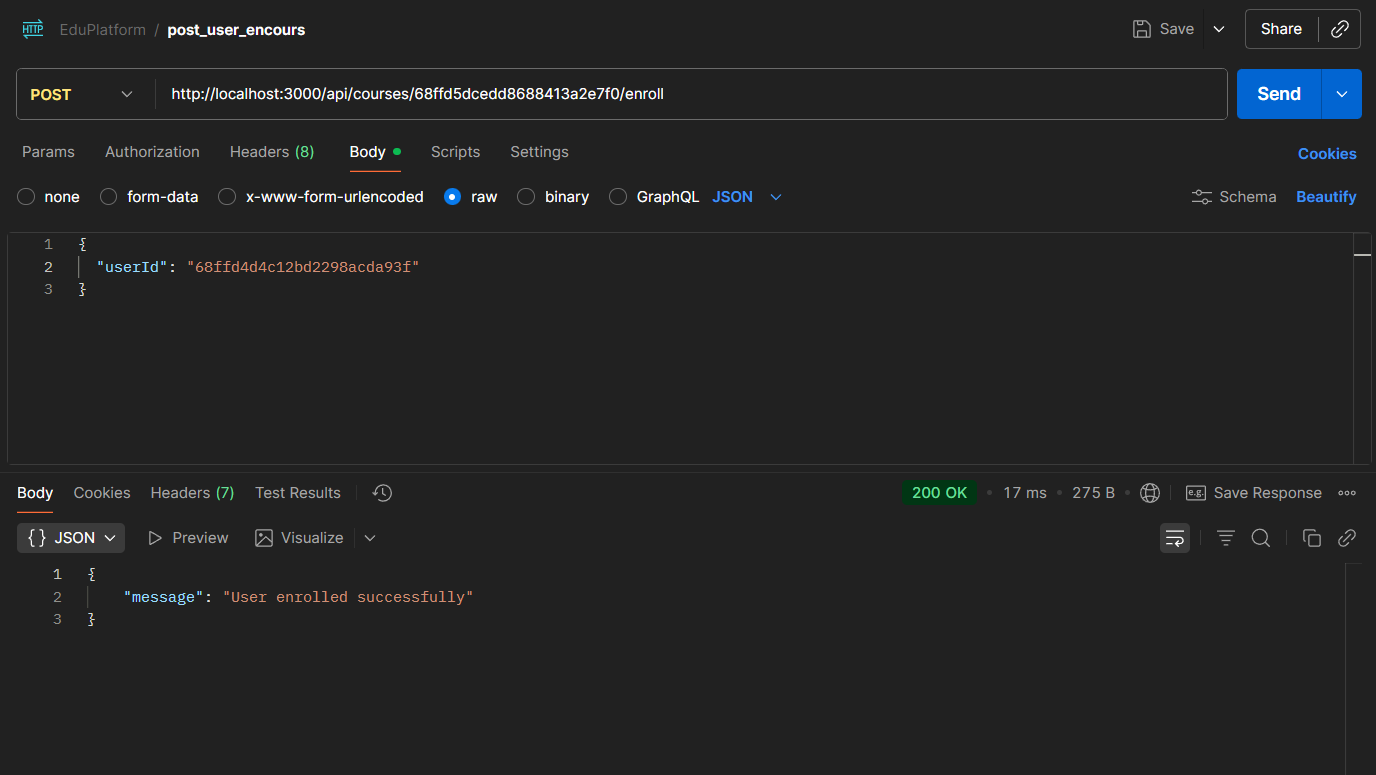 HTTP EduPlatform / post_user_encours Save Share
POST http://localhost:3000/api/courses/68ffd5dcedd8688413a2e7f0/enroll Send
Params Authorization Headers (8) Body Scripts Settings Cookies
none form-data x-www-form-urlencoded raw binary GraphQL JSON Schema Beautify
1 {
2 "userId": "68ffd4d4c12bd2298acda93f"
3 }
Body Cookies Headers (7) Test Results 200 OK • 17 ms • 275 B • e.g. Save Response
{} JSON Preview Visualize
1 {
2 "message": "User enrolled successfully"
3 }